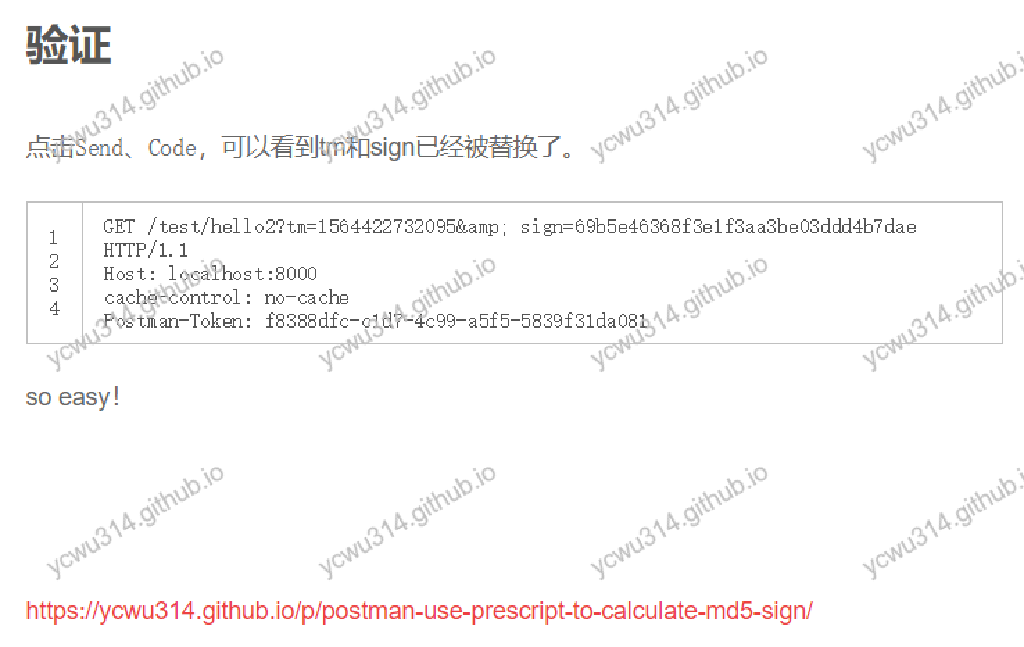 验证
ycwu314.github.io ycwu314.github.io ycwu314.github.io ycwu314.github.io
点击Send、Code，可以看到tm和sign已经被替换了。
1 GET /test/hello2?tm=1564422732095&amp; sign=69b5e46368f3e1f3aa3be03ddd4b7dae
2 HTTP/1.1
3 Host: localhost:8000
4 cache-control: no-cache
Postman-Token: f8388dfc-c1d7-4c99-a5f5-5839f31da081
ycwu314.github.io ycwu314.github.io ycwu314.github.io ycwu314.github.io
so easy！
ycwu314.github.io ycwu314.github.io ycwu314.github.io ycwu314.github.io
https://ycwu314.github.io/p/postman-use-prescript-to-calculate-md5-sign/